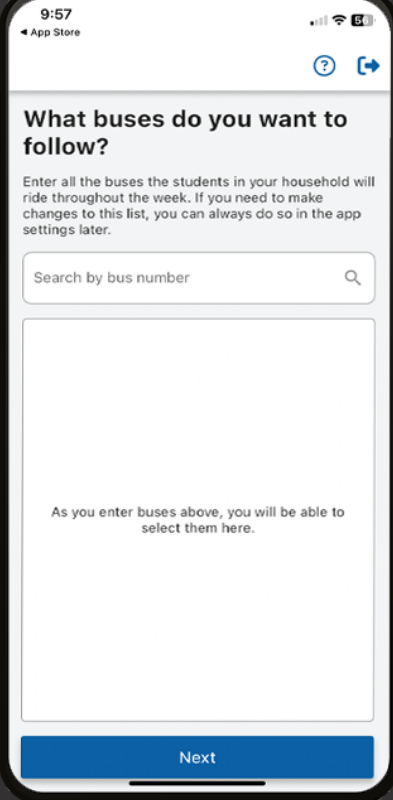 9:57
56
◀ App Store
?
What buses do you want to
follow?
Enter all the buses the students in your household will
ride throughout the week. If you need to make
changes to this list, you can always do so in the app
settings later.
Search by bus number
As you enter buses above, you will be able to
select them here.
Next